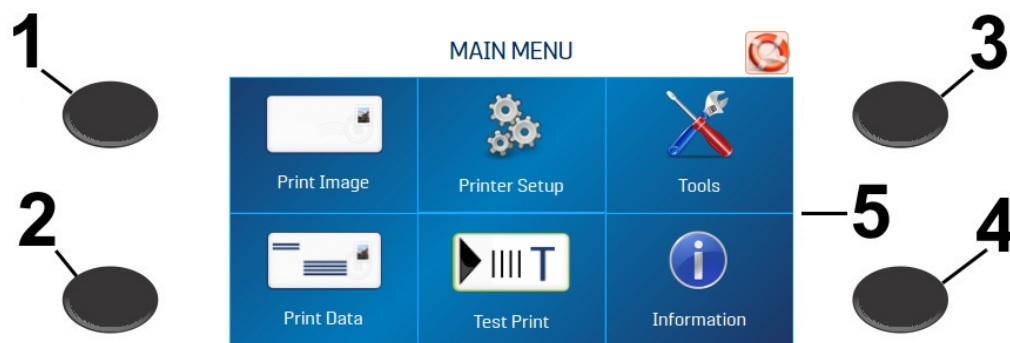 1
3
MAIN MENU
Print Image
Printer Setup
Tools
2
5
4
Print Data
T
Test Print
Information